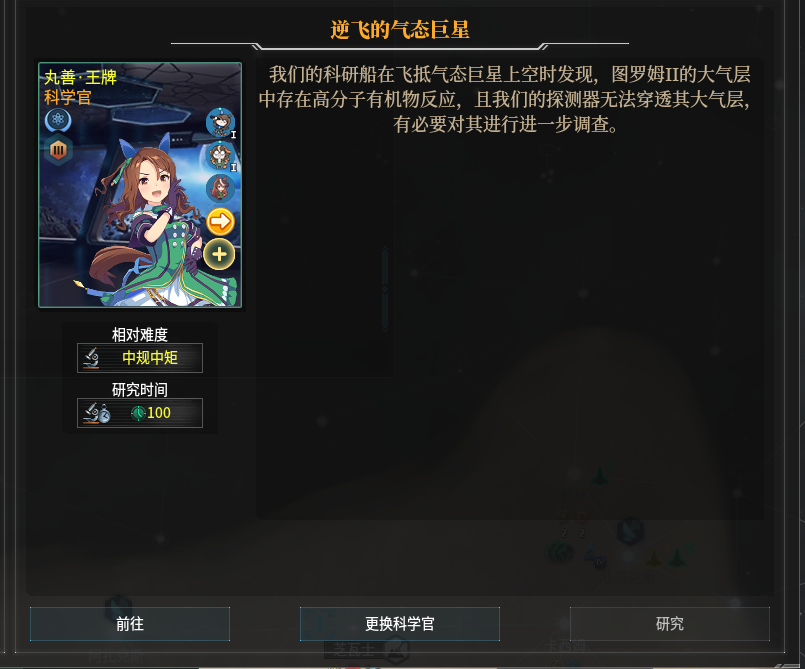 逆飞的气态巨星
丸善·王牌
科学官
I
I
我们的科研船在飞抵气态巨星上空时发现，图罗姆II的大气层
中存在高分子有机物反应，且我们的探测器无法穿透其大气层，
有必要对其进行进一步调查。
相对难度
中规中矩
研究时间
100
2 2
前往
更换科学官
研究
芝瓦士